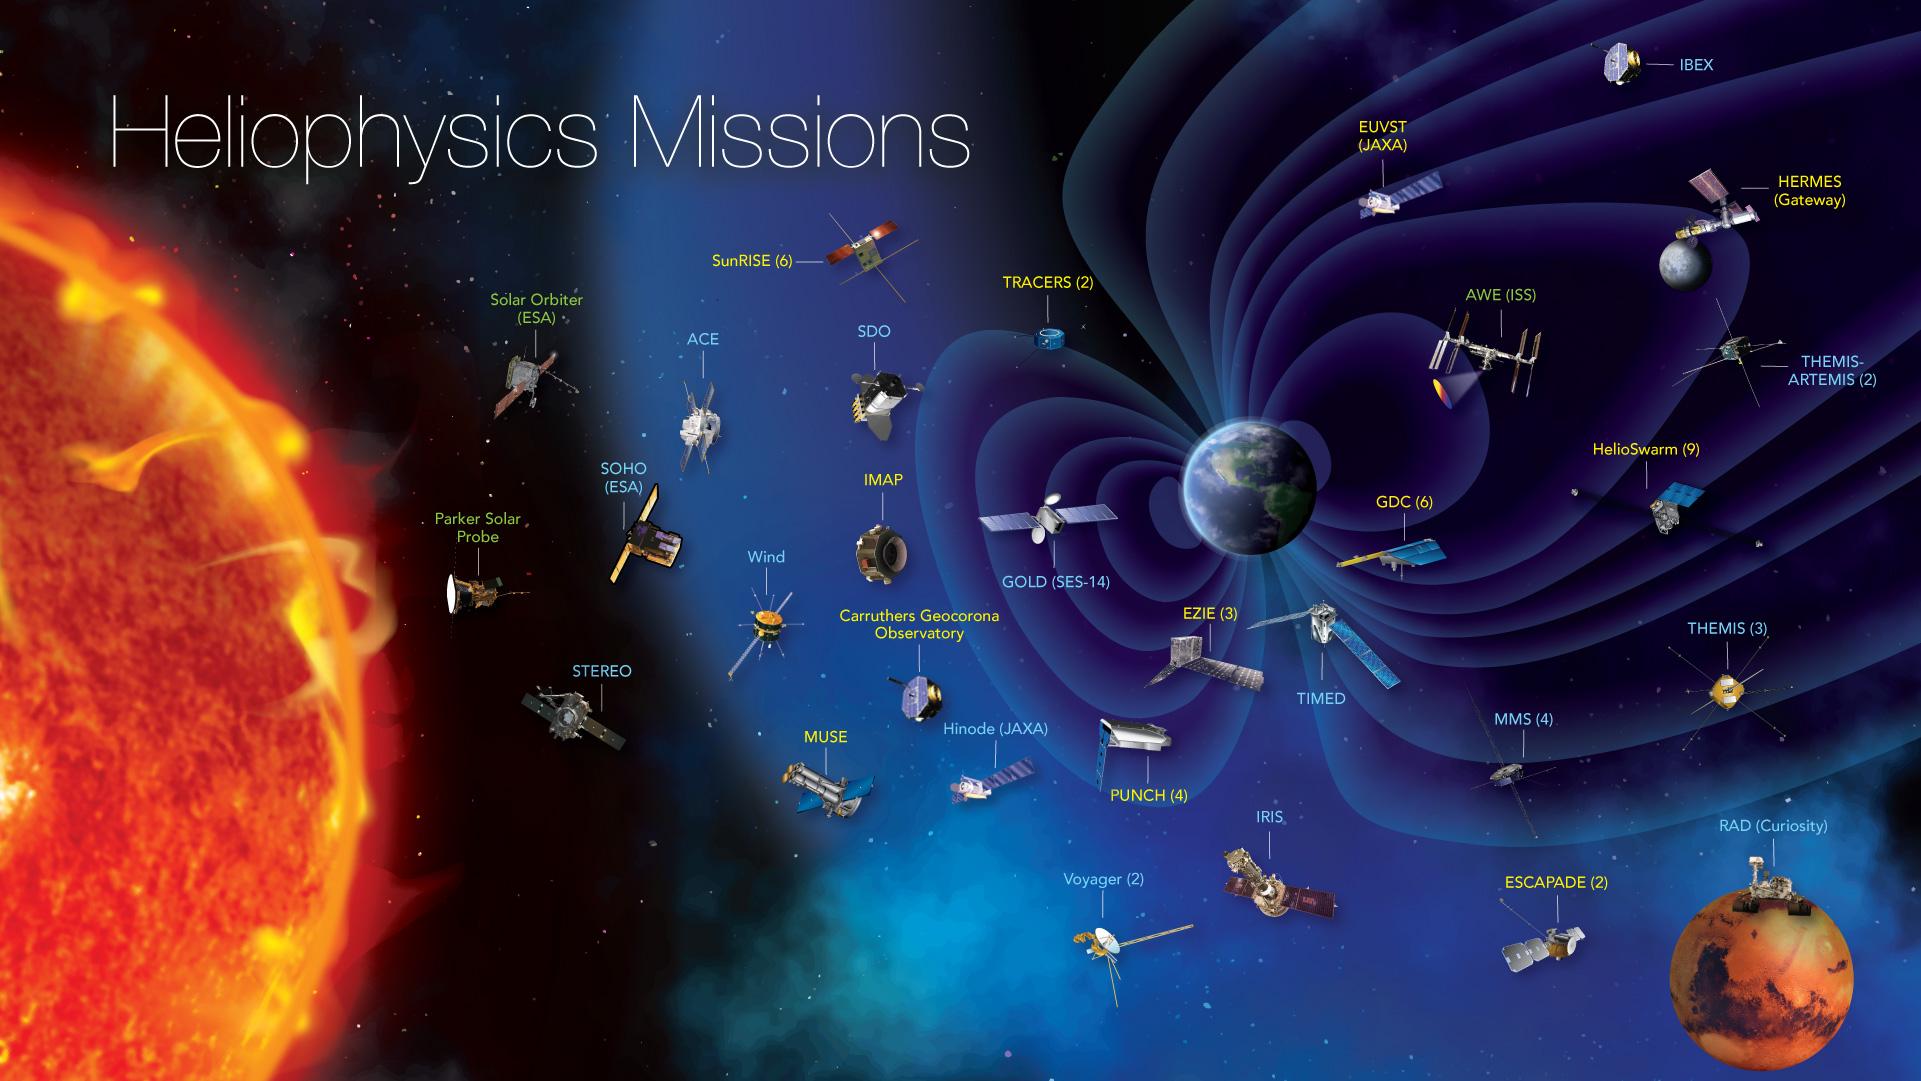 Heliophysics Missions
IBEX
EUVST
(JAXA)
HERMES
(Gateway)
SunRISE (6)
TRACERS (2)
Solar Orbiter
(ESA)
AWE (ISS)
ACE
SDO
THEMIS-
ARTEMIS (2)
SOHO
(ESA)
IMAP
HelioSwarm (9)
GDC (6)
Parker Solar
Probe
Wind
GOLD (SES-14)
Carruthers Geocorona
Observatory
EZIE (3)
THEMIS (3)
STEREO
TIMED
MUSE
Hinode (JAXA)
MMS (4)
PUNCH (4)
IRIS
RAD (Curiosity)
Voyager (2)
ESCAPADE (2)